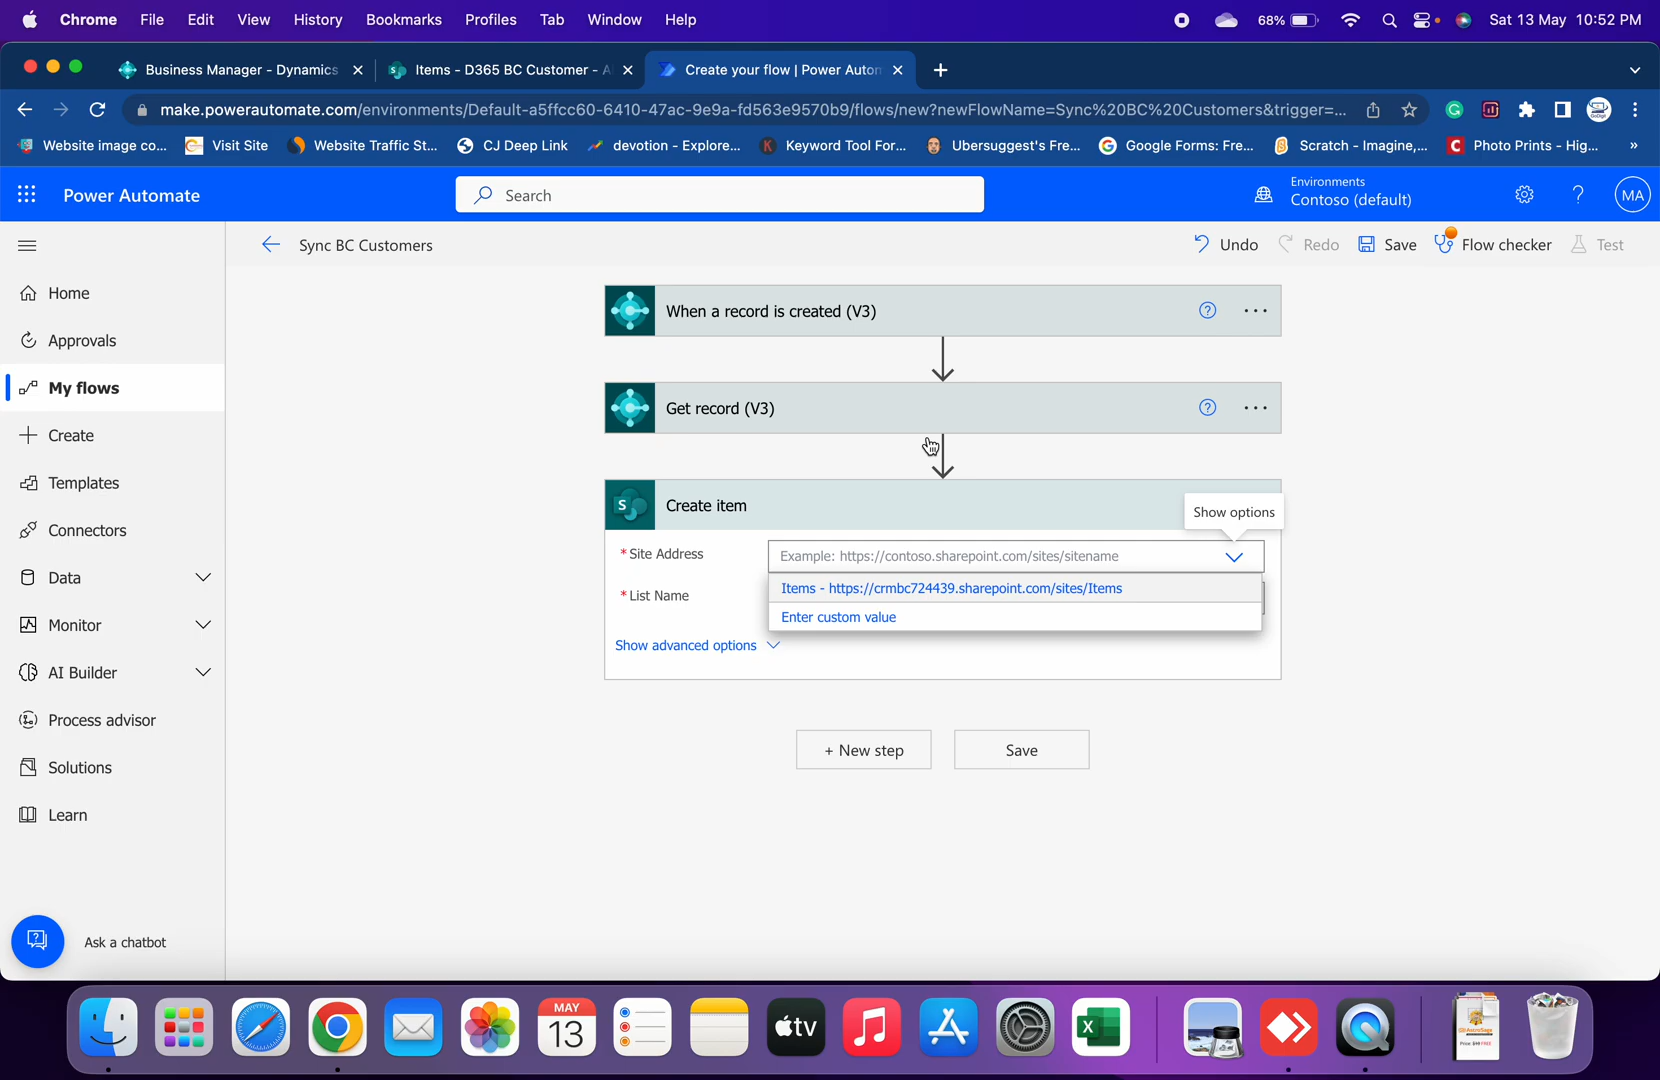 Chrome File Edit View History Bookmarks Profiles Tab Window Help 68% Sat 13 May 10:52 PM
Business Manager - Dynamics Items - D365 BC Customer - A Create your flow | Power Autom
make.powerautomate.com/environments/Default-a5ffcc60-6410-47ac-9e9a-fd563e9570b9/flows/new?newFlowName=Sync%20BC%20Customers&trigger=...
Website image co... Visit Site Website Traffic St... CJ Deep Link devotion - Explore... Keyword Tool For... Ubersuggest's Fre... Google Forms: Fre... Scratch - Imagine,... Photo Prints - Hig... »
Power Automate Search Environments MA
Contoso (default)
Sync BC Customers Undo Redo Save Flow checker Test
Home
Approvals
My flows
Create
Templates
Connectors
Data
Monitor
AI Builder
Process advisor
Solutions
Learn
Ask a chatbot
When a record is created (V3)
Get record (V3)
Create item
Show options
* Site Address Example: https://contoso.sharepoint.com/sites/sitename
Items - https://crmbc724439.sharepoint.com/sites/Items
* List Name
Enter custom value
Show advanced options
+ New step Save
MAY
13
tv